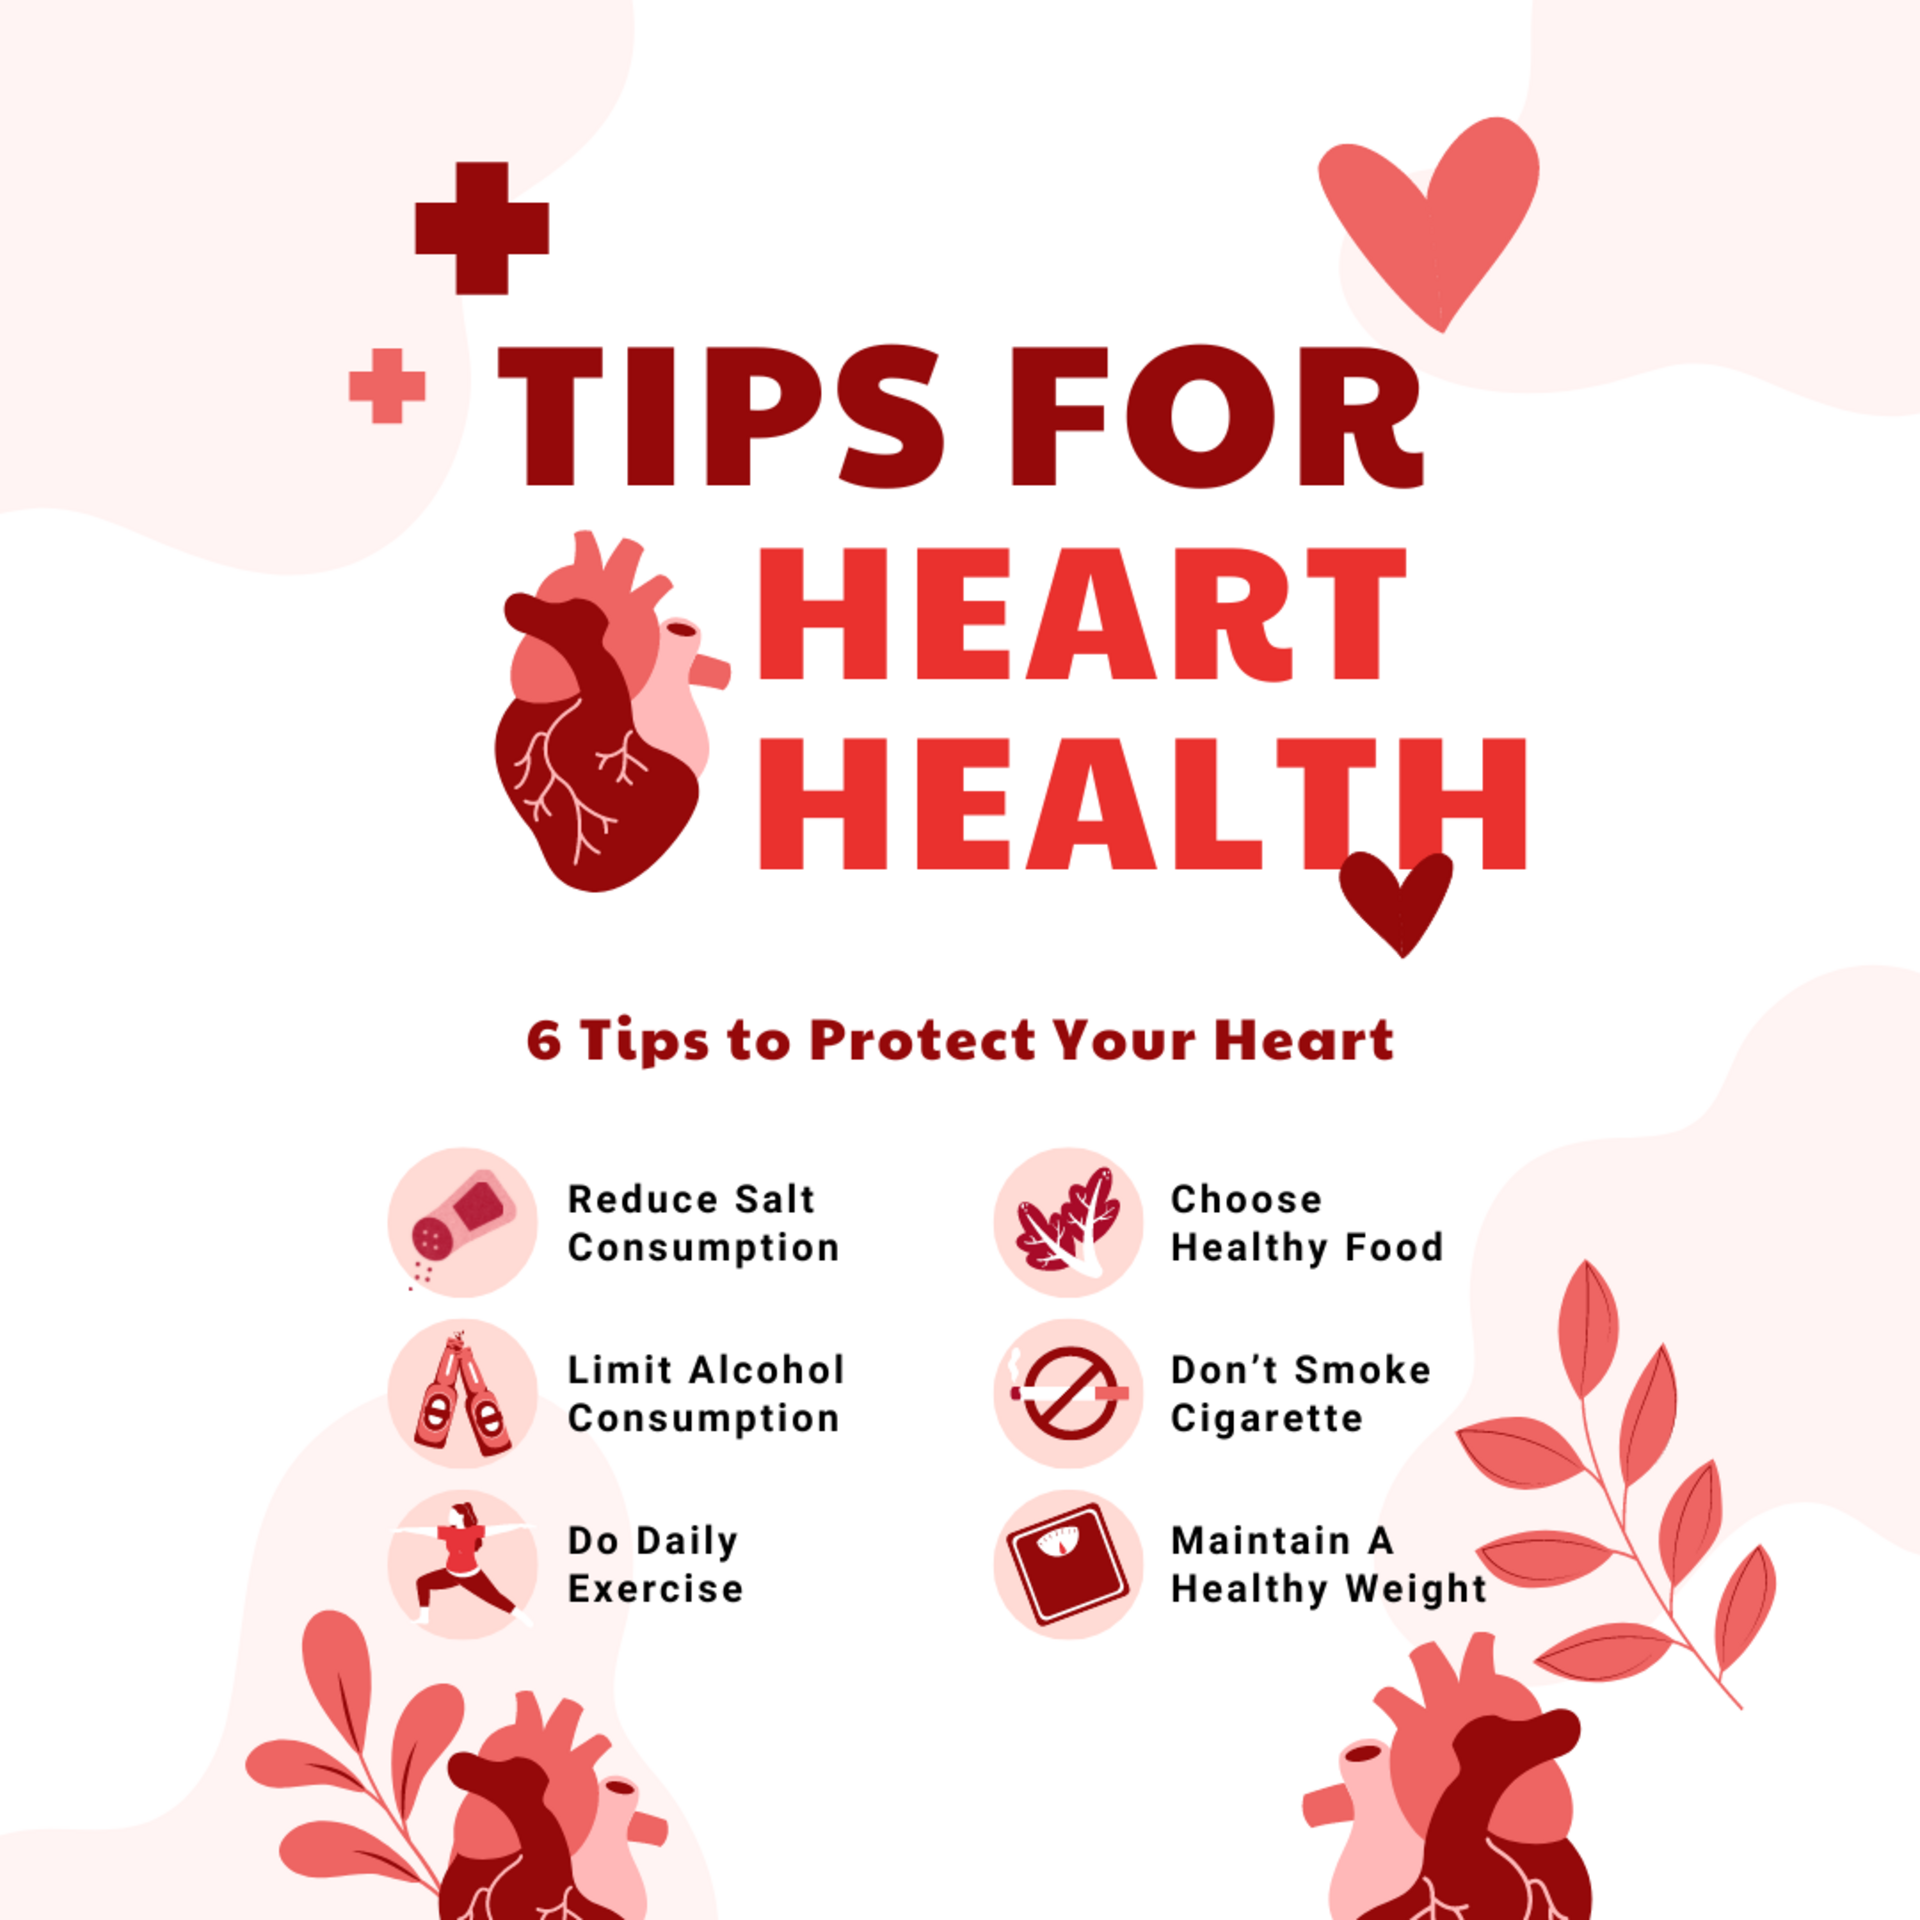 TIPS FOR
HEART
HEALTH
6 Tips to Protect Your Heart
Reduce Salt
Consumption
Choose
Healthy Food
Limit Alcohol
Consumption
Don’t Smoke
Cigarette
Do Daily
Exercise
Maintain A
Healthy Weight